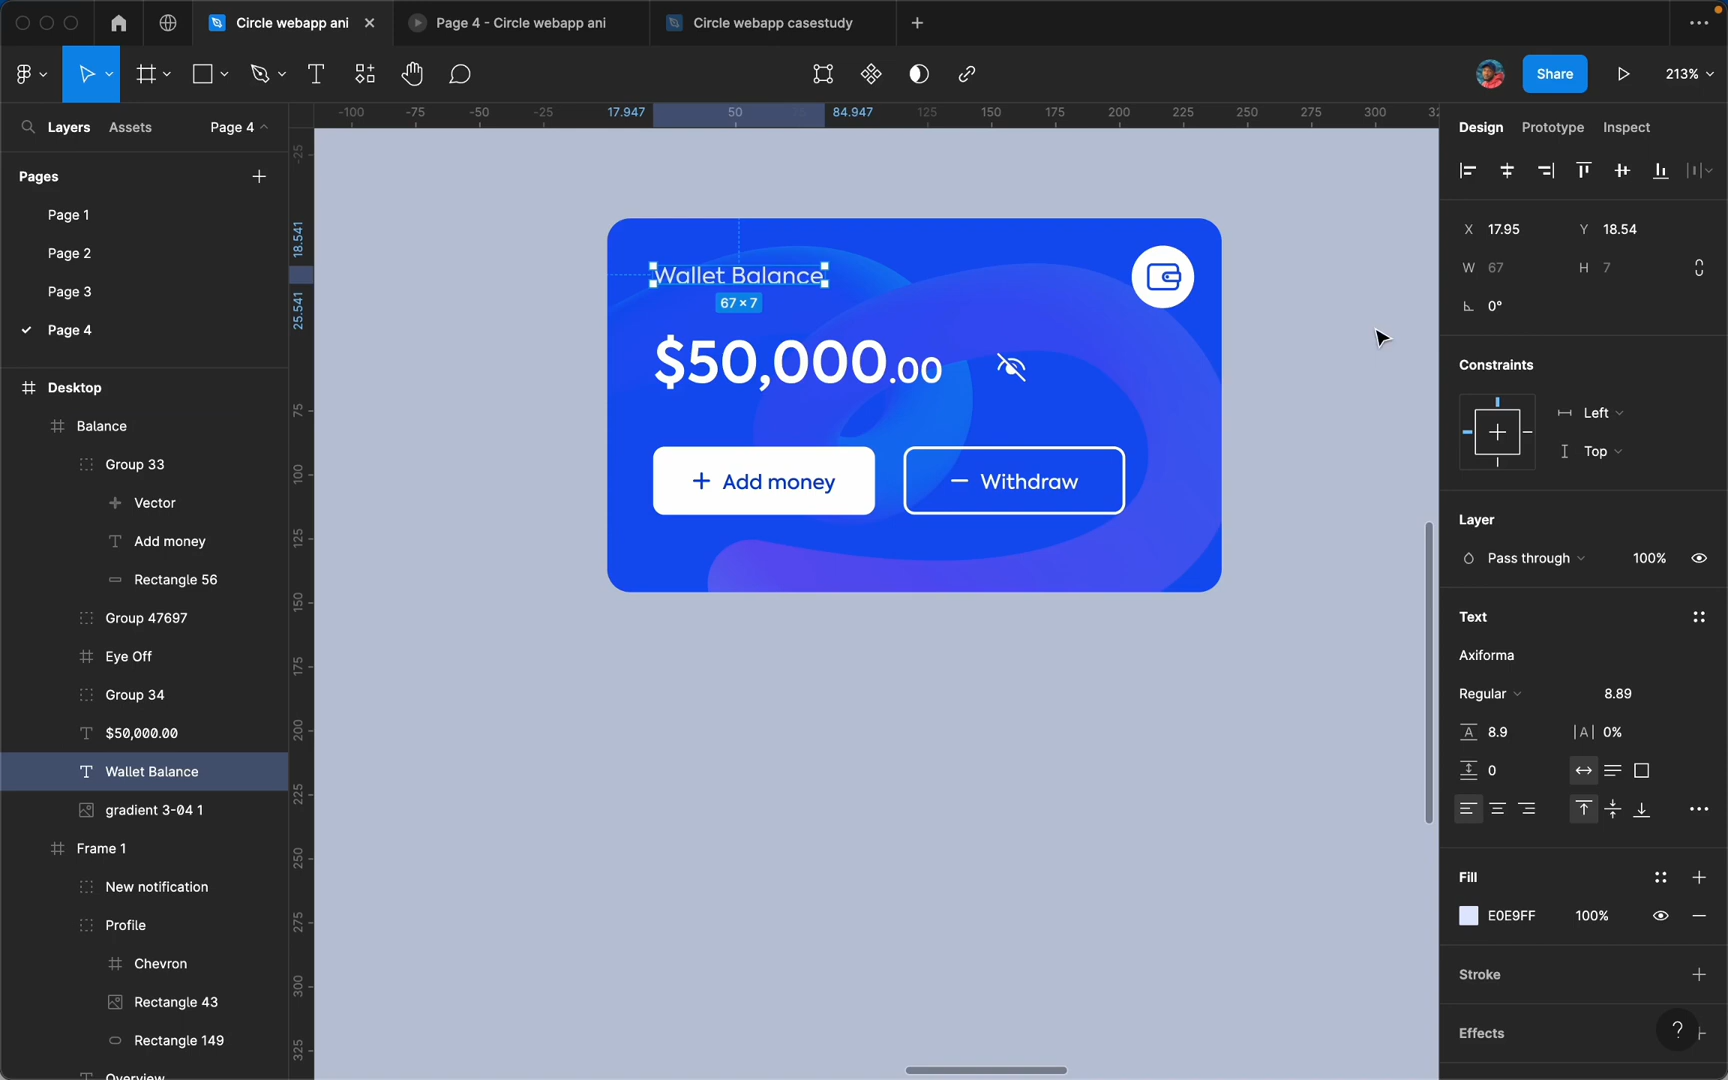 Circle webapp ani
Page 4 - Circle webapp ani
Circle webapp casestudy
Share
213%
Layers
Assets
Page 4
-100
-75
-50
-25
17.947
50
84.947
125
150
175
200
225
250
275
300
Design
Prototype
Inspect
Pages
Page 1
Page 2
Page 3
Page 4
Desktop
Balance
Group 33
Vector
Add money
Rectangle 56
Group 47697
Eye Off
Group 34
$50,000.00
Wallet Balance
gradient 3-04 1
Frame 1
New notification
Profile
Chevron
Rectangle 43
Rectangle 149
Overview
-25
18.541
25.541
75
100
125
150
175
200
225
250
275
300
325
Wallet Balance
67 × 7
$50,000.00
+ Add money
− Withdraw
X 17.95
Y 18.54
W 67
H 7
0°
Constraints
Left
Top
Layer
Pass through
100%
Text
Axiforma
Regular
8.89
A 8.9
|A| 0%
0
Fill
E0E9FF
100%
Stroke
Effects
?